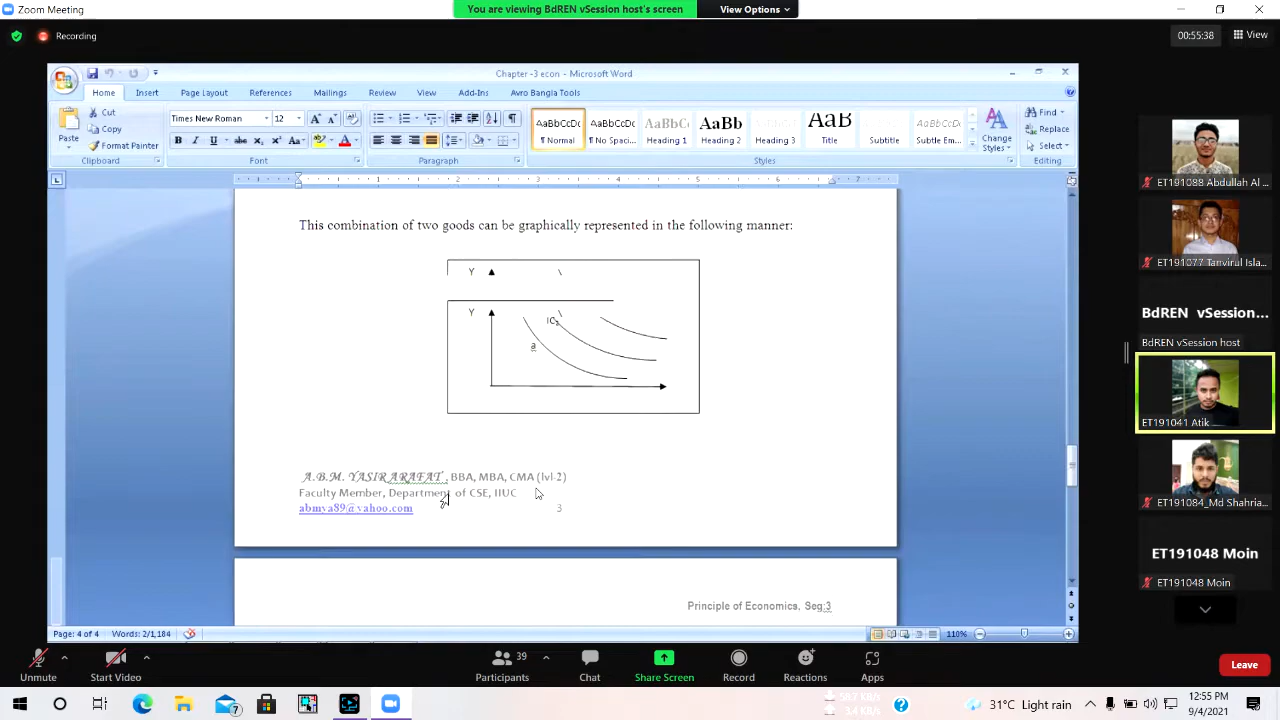 Zoom Meeting
You are viewing BdREN vSession host's screen
View Options
Recording
00:55:38
View
Chapter -3 econ - Microsoft Word
Home
Insert
Page Layout
References
Mailings
Review
View
Add-Ins
Avro Bangla Tools
Paste
Cut
Copy
Format Painter
Clipboard
Times New Roman
12
Font
Paragraph
AaBbCcDc
¶ Normal
AaBbCcDc
¶ No Spaci...
AaBbCc
Heading 1
AaBb
Heading 2
AaBbCc
Heading 3
AaB
Title
AaBbCcD
Subtitle
AaBbCcDc
Subtle Em...
Change
Styles
Styles
Find
Replace
Select
Editing
This combination of two goods can be graphically represented in the following manner:
Y
Y
IC2
a
A.B.M. YASIR ARAFAT, BBA, MBA, CMA (lvl-2)
Faculty Member, Department of CSE, IIUC
abmya89@yahoo.com
3
Principle of Economics, Seg:3
Page: 4 of 4
Words: 2/1,184
110%
ET191088 Abdullah Al ..
ET191077 Tanvirul Isla...
BdREN vSession...
BdREN vSession host
ET191041 Atik
ET191084_Md Shahria...
ET191048 Moin
ET191048 Moin
Unmute
Start Video
39
Participants
Chat
Share Screen
Record
Reactions
Apps
Leave
7
31°C Light rain
12:55 PM
9/4/2021